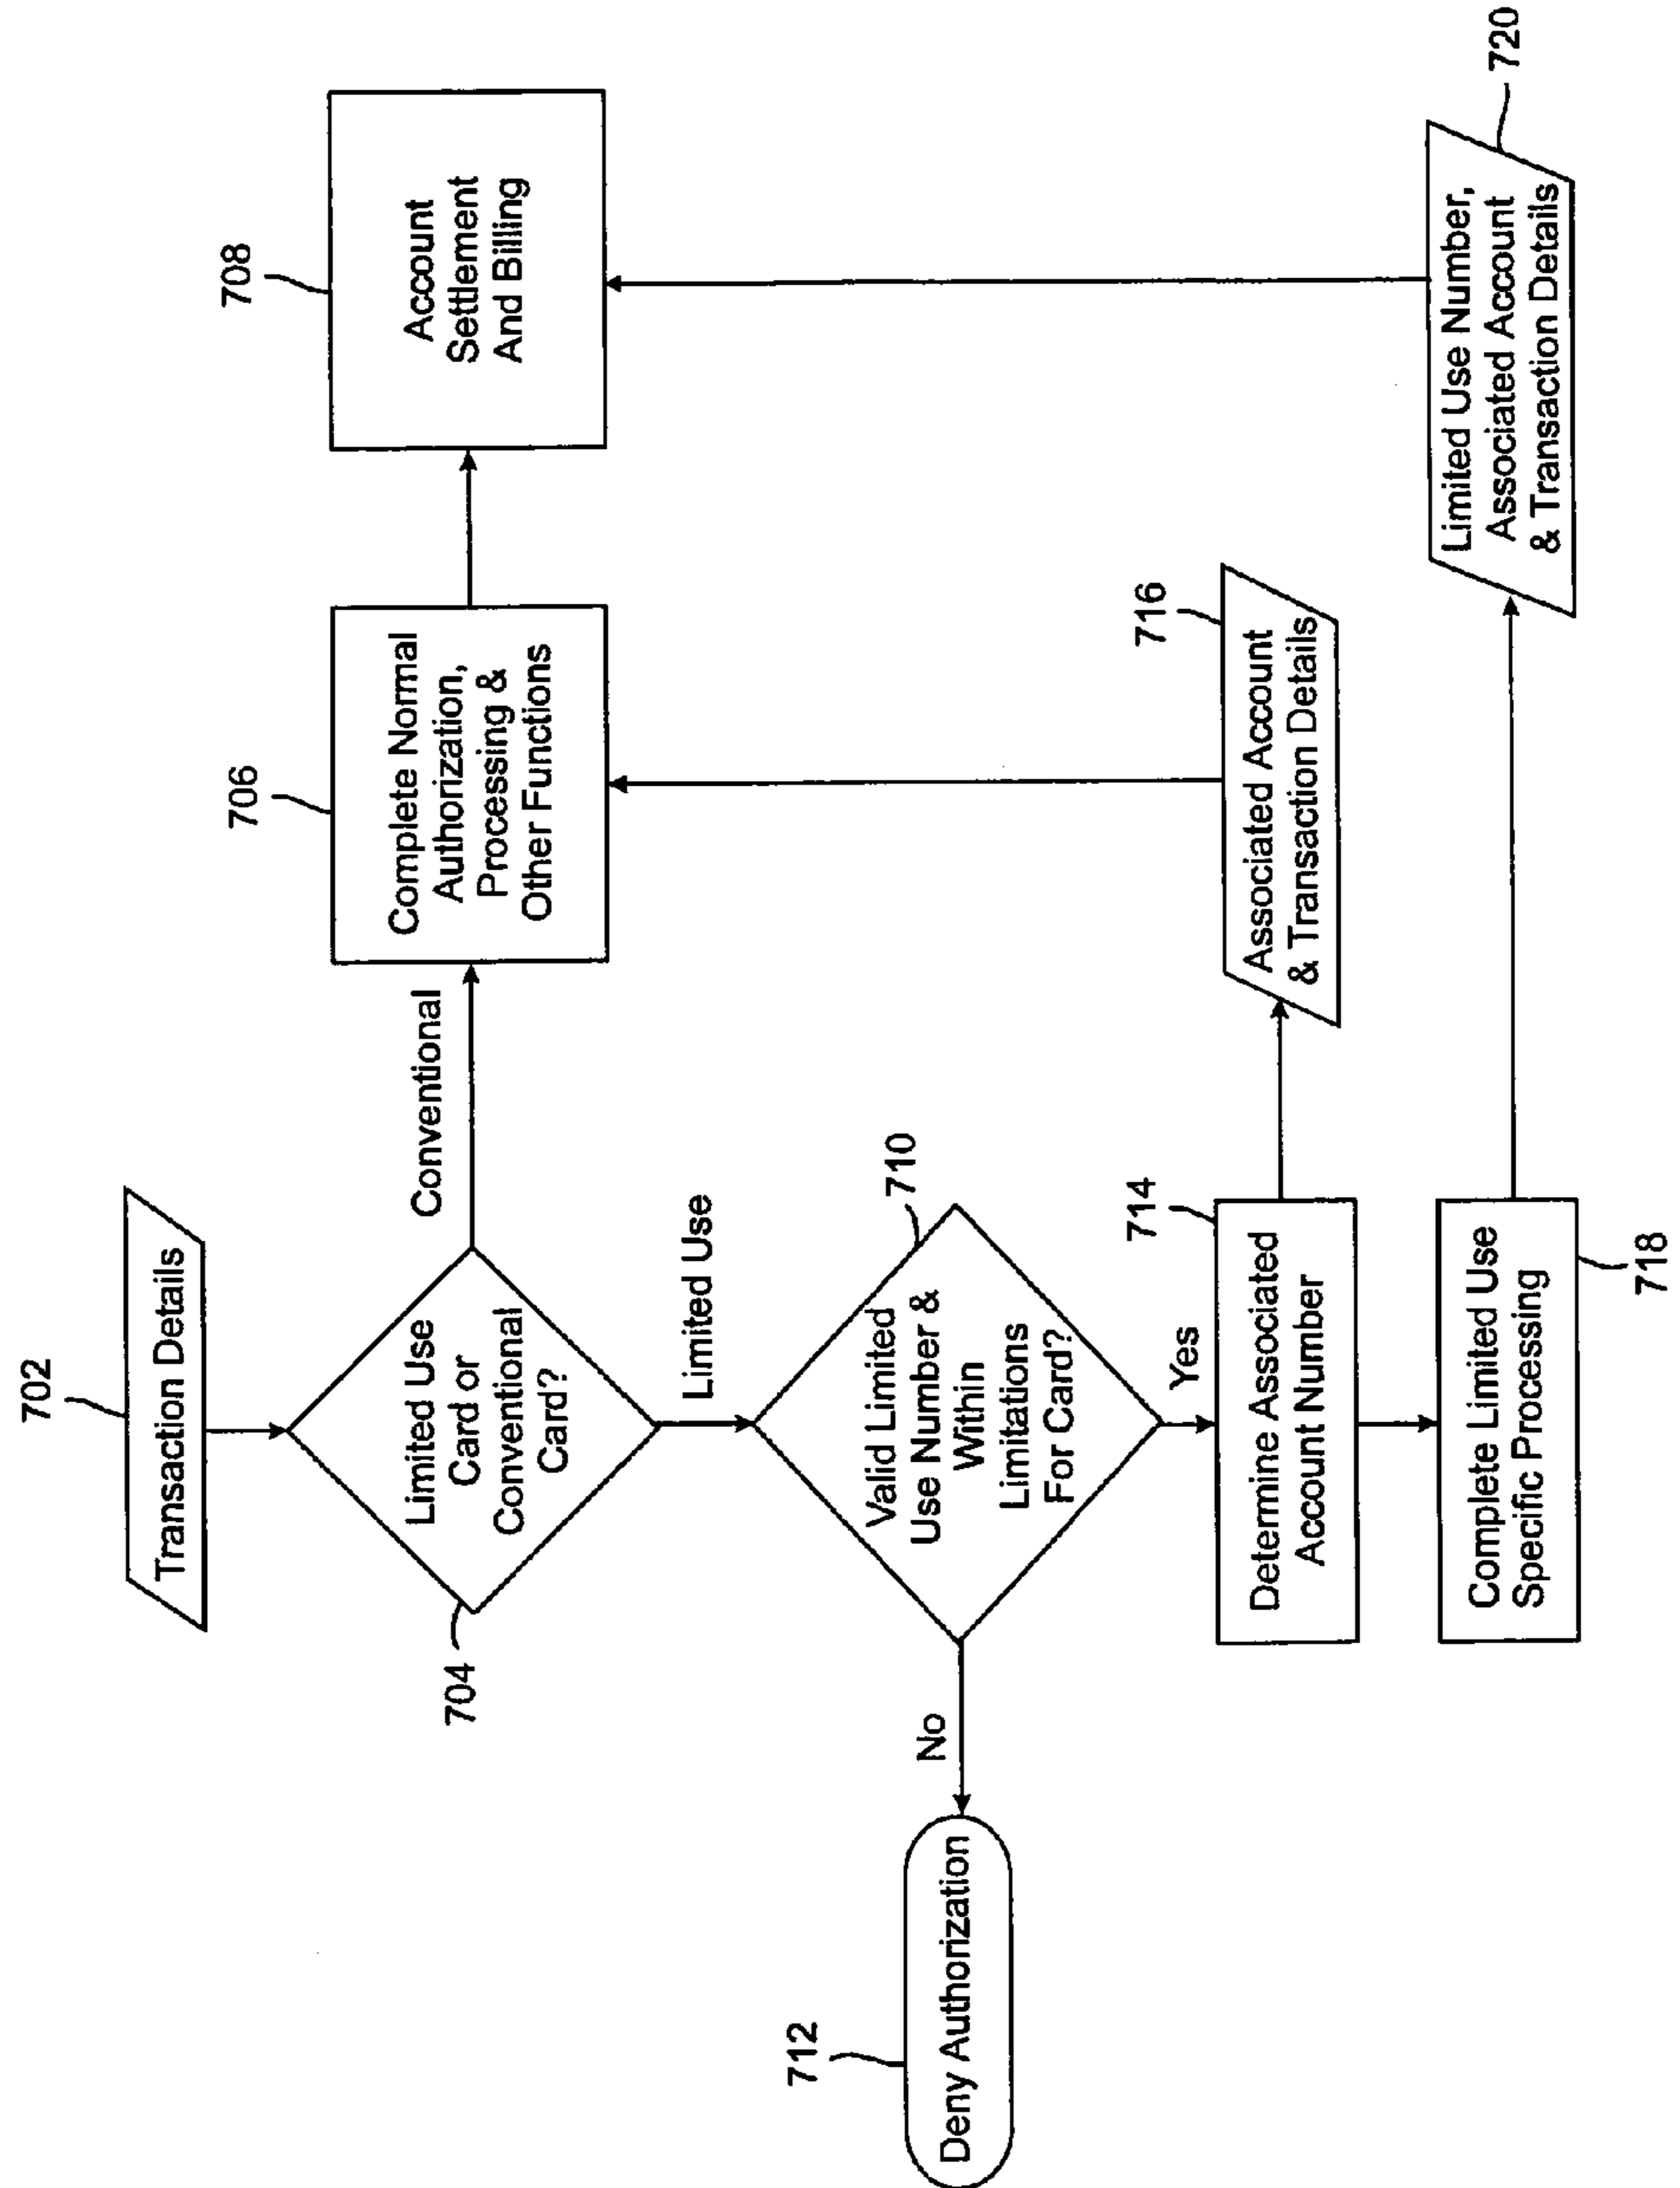 702
Transaction Details
704
Limited Use
Card or
Conventional
Card?
Conventional
706
Complete Normal
Authorization,
Processing &
Other Functions
708
Account
Settlement
And Billing
Limited Use
710
Valid Limited
Use Number &
Within
Limitations
For Card?
No
712
Deny Authorization
Yes
714
Determine Associated
Account Number
716
Associated Account
& Transaction Details
718
Complete Limited Use
Specific Processing
720
Limited Use Number,
Associated Account
& Transaction Details